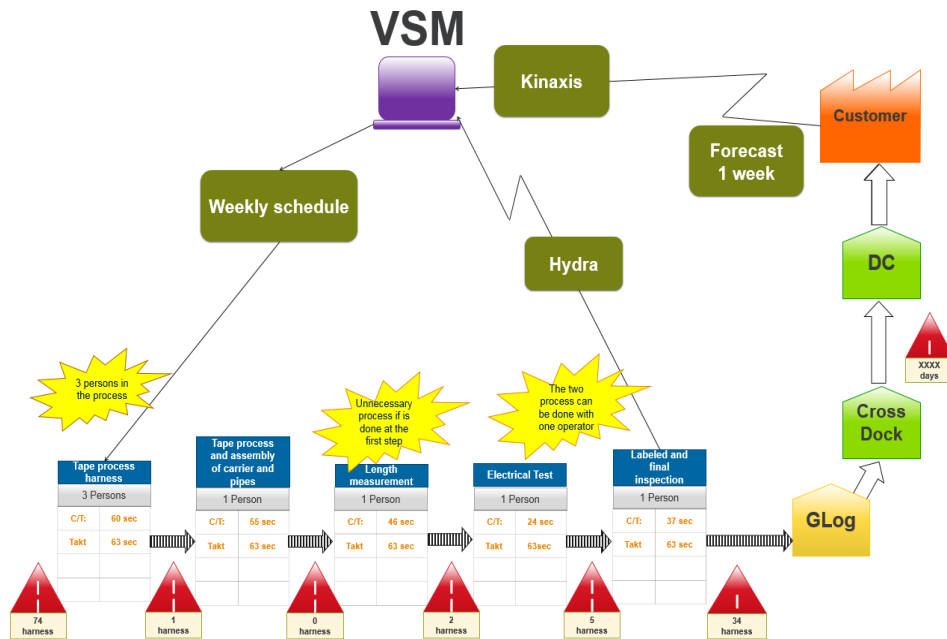 VSM
Kinaxis
Customer
Forecast
1 week
Weekly schedule
Hydra
DC
XXXX
days
3 persons in
the process
Unnecessary
process if is
done at the
first step
The two
process can
be done with
one operator
Cross
Dock
GLog
Tape process
harness
3 Persons
C/T: 60 sec
Takt 63 sec
Tape process
and assembly
of carrier and
pipes
1 Person
C/T: 55 sec
Takt 63 sec
Length
measurement
1 Person
C/T: 46 sec
Takt 63 sec
Electrical Test
1 Person
C/T: 24 sec
Takt 63sec
Labeled and
final
inspection
1 Person
C/T: 37 sec
Takt 63 sec
74
harness
1
harness
0
harness
2
harness
5
harness
34
harness